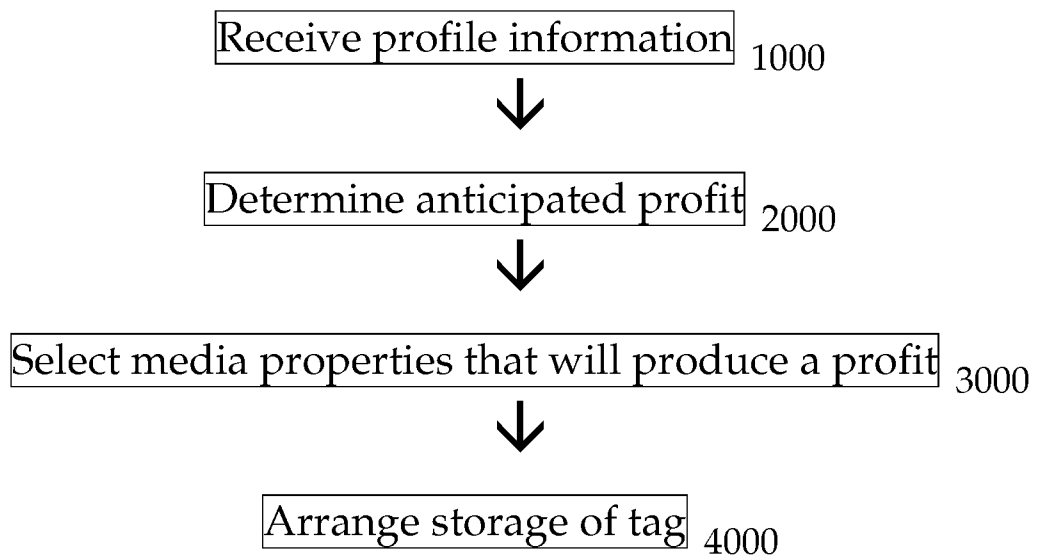 Receive profile information 1000
Determine anticipated profit 2000
Select media properties that will produce a profit 3000
Arrange storage of tag 4000